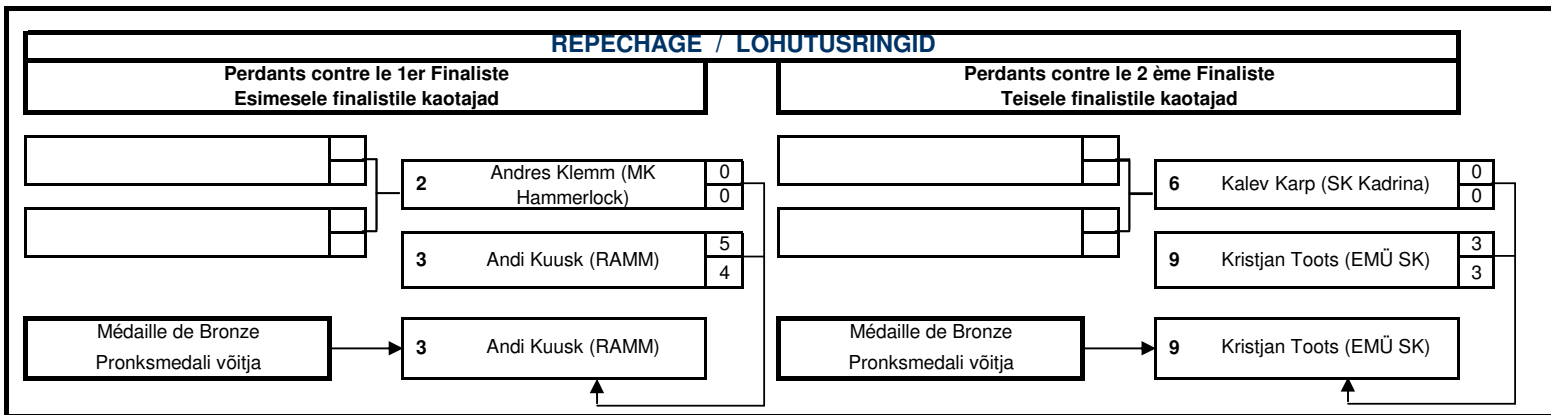 REPECHAGE / LOHUTUSRINGID
Perdants contre le 1er Finaliste
Esimesele finalistile kaotajad
Perdants contre le 2 ème Finaliste
Teisele finalistile kaotajad
2 Andres Klemm (MK Hammerlock) 0
0
3 Andi Kuusk (RAMM) 5
4
Médaille de Bronze
Pronksmedali võitja
3 Andi Kuusk (RAMM)
6 Kalev Karp (SK Kadrina) 0
0
9 Kristjan Toots (EMÜ SK) 3
3
Médaille de Bronze
Pronksmedali võitja
9 Kristjan Toots (EMÜ SK)